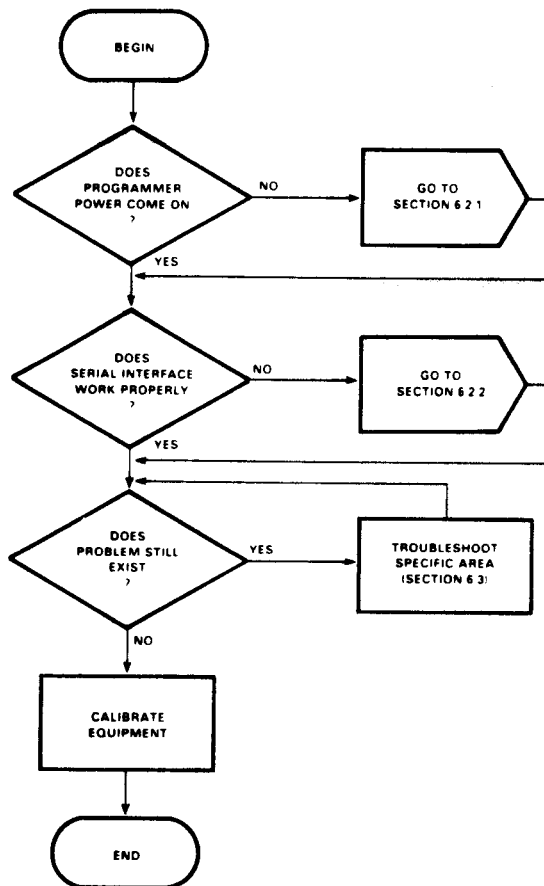 BEGIN
DOES
PROGRAMMER
POWER COME ON
?
NO
GO TO
SECTION 6 2 1
YES
DOES
SERIAL INTERFACE
WORK PROPERLY
?
NO
GO TO
SECTION 6 2 2
YES
DOES
PROBLEM STILL
EXIST
?
YES
TROUBLESHOOT
SPECIFIC AREA
(SECTION 6 3)
NO
CALIBRATE
EQUIPMENT
END